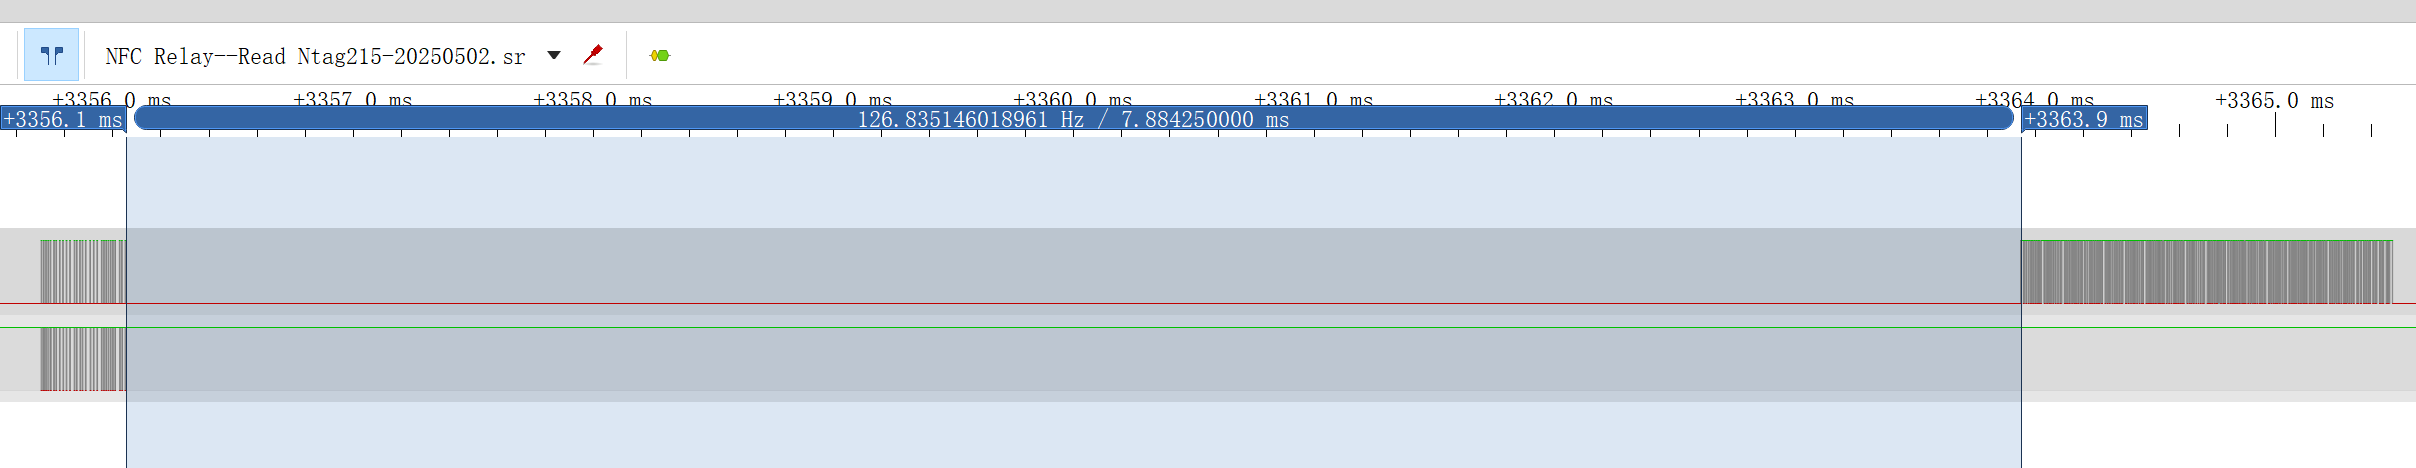 NFC Relay--Read Ntag215-20250502.sr
+3356.0 ms +3357.0 ms +3358.0 ms +3359.0 ms +3360.0 ms +3361.0 ms +3362.0 ms +3363.0 ms +3364.0 ms +3365.0 ms
+3356.1 ms 126.835146018961 Hz / 7.884250000 ms +3363.9 ms